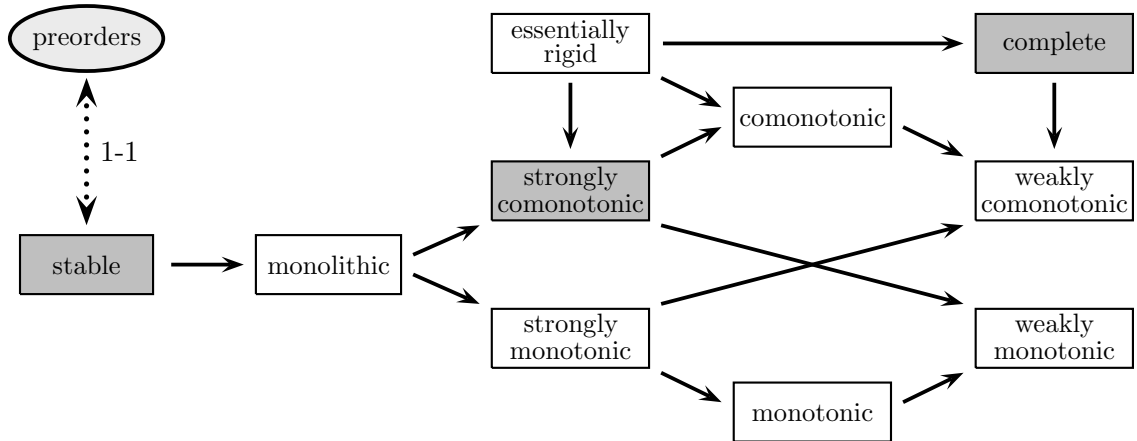 preorders
1-1
stable
monolithic
essentially
rigid
strongly
comonotonic
strongly
monotonic
comonotonic
monotonic
complete
weakly
comonotonic
weakly
monotonic